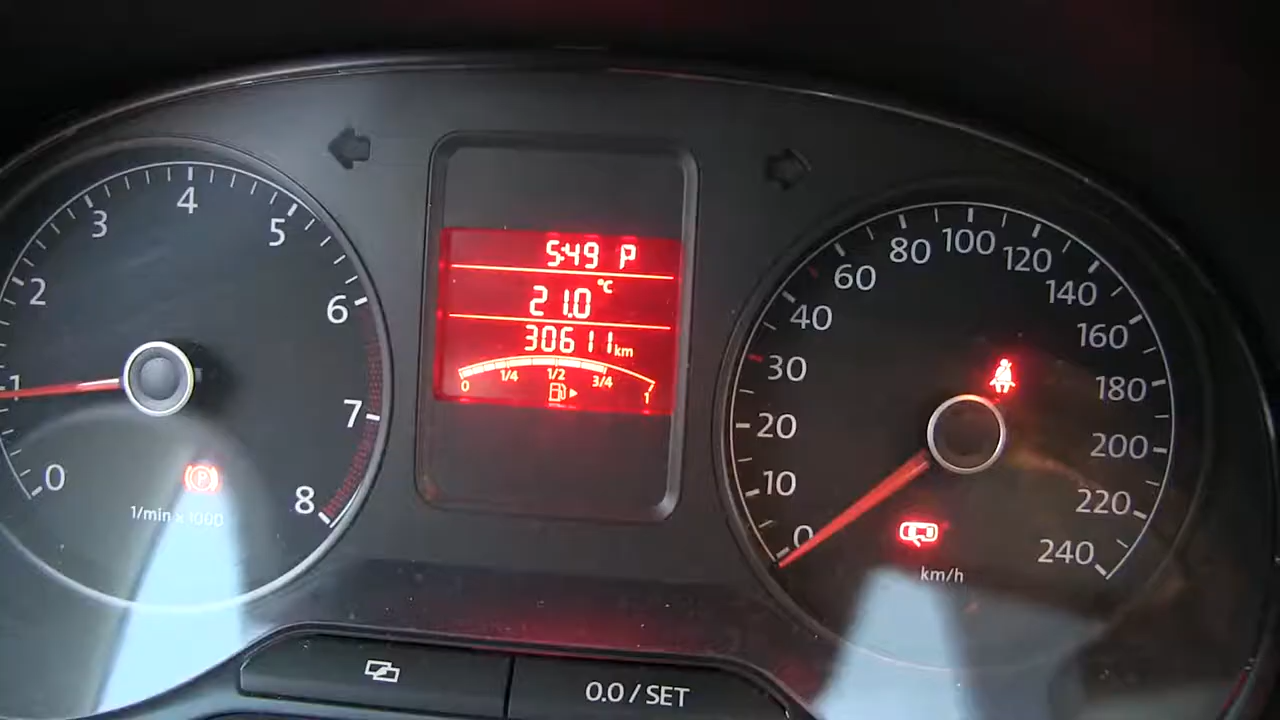 0 1 2 3 4 5 6 7 8
P
1/min x 1000
5:49 P
21.0 °C
30611 km
0 1/4 1/2 3/4 1
0 10 20 30 40 60 80 100 120 140 160 180 200 220 240
km/h
0.0 / SET